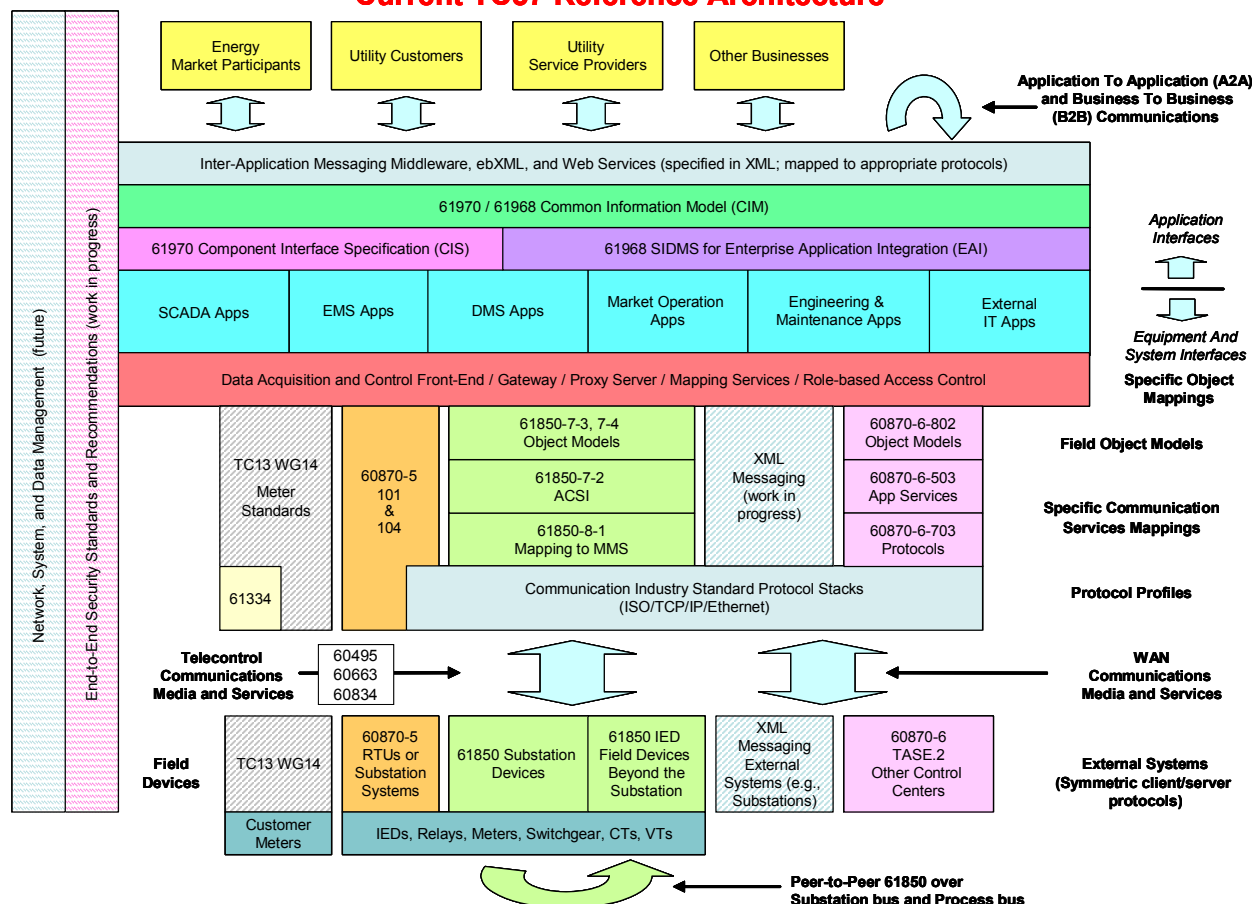 Current TC57 Reference Architecture
Energy
Market Participants
Utility Customers
Utility
Service Providers
Other Businesses
Application To Application (A2A)
and Business To Business
(B2B) Communications
Inter-Application Messaging Middleware, ebXML, and Web Services (specified in XML; mapped to appropriate protocols)
61970 / 61968 Common Information Model (CIM)
61970 Component Interface Specification (CIS)
61968 SIDMS for Enterprise Application Integration (EAI)
Application
Interfaces
SCADA Apps
EMS Apps
DMS Apps
Market Operation
Apps
Engineering &
Maintenance Apps
External
IT Apps
Equipment And
System Interfaces
Data Acquisition and Control Front-End / Gateway / Proxy Server / Mapping Services / Role-based Access Control
Specific Object
Mappings
Network, System, and Data Management (future)
End-to-End Security Standards and Recommendations (work in progress)
TC13 WG14
Meter
Standards
61334
60870-5
101
&
104
61850-7-3, 7-4
Object Models
61850-7-2
ACSI
61850-8-1
Mapping to MMS
XML
Messaging
(work in
progress)
60870-6-802
Object Models
60870-6-503
App Services
60870-6-703
Protocols
Field Object Models
Specific Communication
Services Mappings
Communication Industry Standard Protocol Stacks
(ISO/TCP/IP/Ethernet)
Protocol Profiles
Telecontrol
Communications
Media and Services
60495
60663
60834
WAN
Communications
Media and Services
Field
Devices
TC13 WG14
60870-5
RTUs or
Substation
Systems
61850 Substation
Devices
61850 IED
Field Devices
Beyond the
Substation
XML
Messaging
External
Systems (e.g.,
Substations)
60870-6
TASE.2
Other Control
Centers
External Systems
(Symmetric client/server
protocols)
Customer
Meters
IEDs, Relays, Meters, Switchgear, CTs, VTs
Peer-to-Peer 61850 over
Substation bus and Process bus